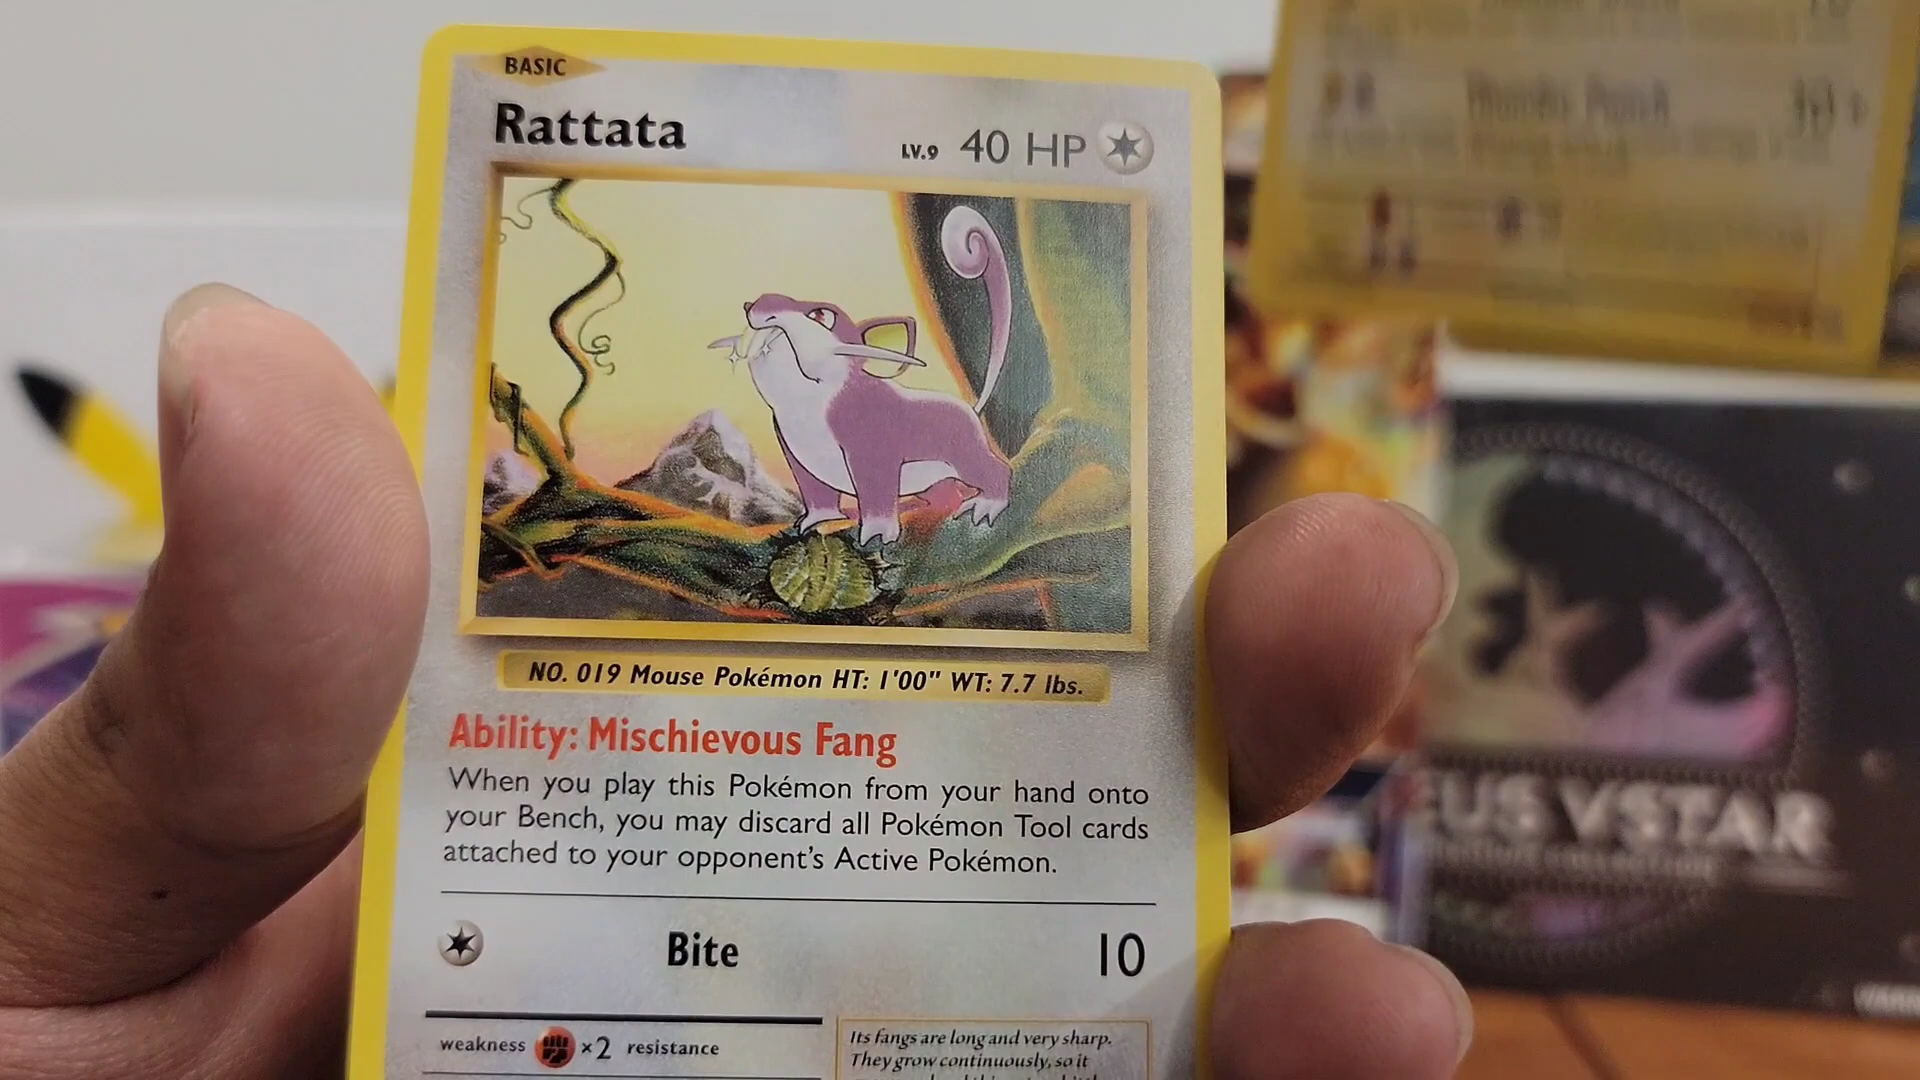 BASIC
Rattata
LV.9 40 HP
NO. 019 Mouse Pokémon HT: 1'00" WT: 7.7 lbs.
Ability: Mischievous Fang
When you play this Pokémon from your hand onto
your Bench, you may discard all Pokémon Tool cards
attached to your opponent's Active Pokémon.
Bite 10
weakness ×2 resistance
Its fangs are long and very sharp.
They grow continuously, so it
Punch
EUS VSTAR